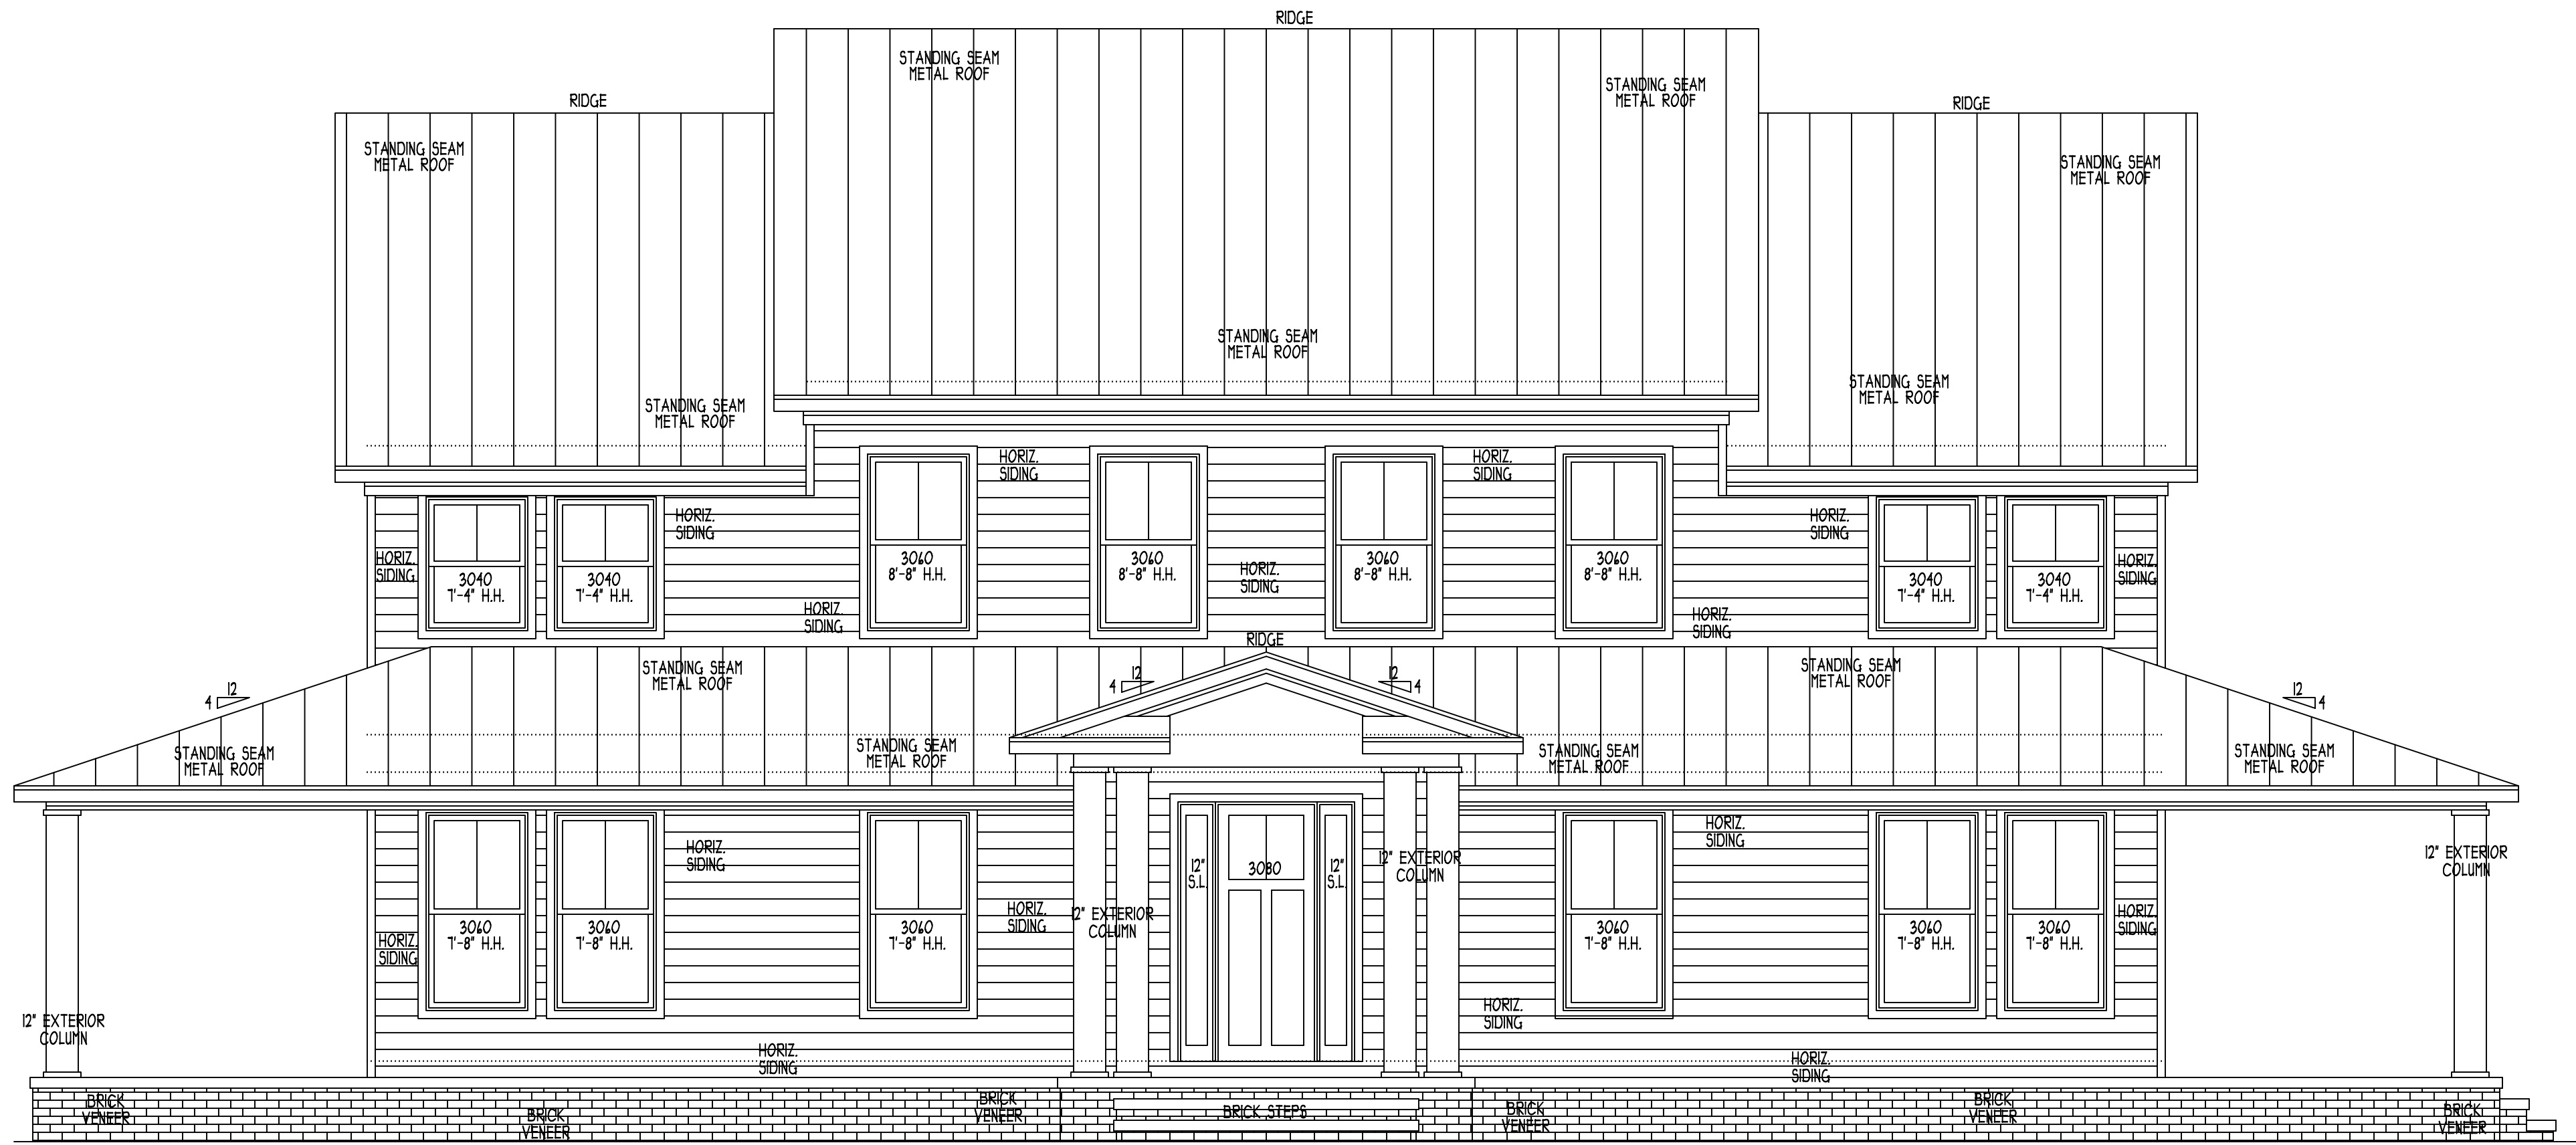 RIDGE
STANDING SEAM
METAL ROOF
STANDING SEAM
METAL ROOF
RIDGE
RIDGE
STANDING SEAM
METAL ROOF
STANDING SEAM
METAL ROOF
STANDING SEAM
METAL ROOF
STANDING SEAM
METAL ROOF
STANDING SEAM
METAL ROOF
HORIZ.
SIDING
HORIZ.
SIDING
HORIZ.
SIDING
HORIZ.
SIDING
HORIZ.
SIDING
3040
7'-4" H.H.
3040
7'-4" H.H.
3060
8'-8" H.H.
3060
8'-8" H.H.
HORIZ.
SIDING
3060
8'-8" H.H.
3060
8'-8" H.H.
3040
7'-4" H.H.
3040
7'-4" H.H.
HORIZ.
SIDING
HORIZ.
SIDING
HORIZ.
SIDING
RIDGE
STANDING SEAM
METAL ROOF
STANDING SEAM
METAL ROOF
12
4
12
4
12
4
12
4
STANDING SEAM
METAL ROOF
STANDING SEAM
METAL ROOF
STANDING SEAM
METAL ROOF
STANDING SEAM
METAL ROOF
HORIZ.
SIDING
HORIZ.
SIDING
12"
S.L.
3080
12"
S.L.
12" EXTERIOR
COLUMN
12" EXTERIOR
COLUMN
HORIZ.
SIDING
12" EXTERIOR
COLUMN
HORIZ.
SIDING
3060
7'-8" H.H.
3060
7'-8" H.H.
3060
7'-8" H.H.
3060
7'-8" H.H.
3060
7'-8" H.H.
3060
7'-8" H.H.
HORIZ.
SIDING
12" EXTERIOR
COLUMN
HORIZ.
SIDING
HORIZ.
SIDING
HORIZ.
SIDING
BRICK
VENEER
BRICK
VENEER
BRICK
VENEER
BRICK STEPS
BRICK
VENEER
BRICK
VENEER
BRICK
VENEER